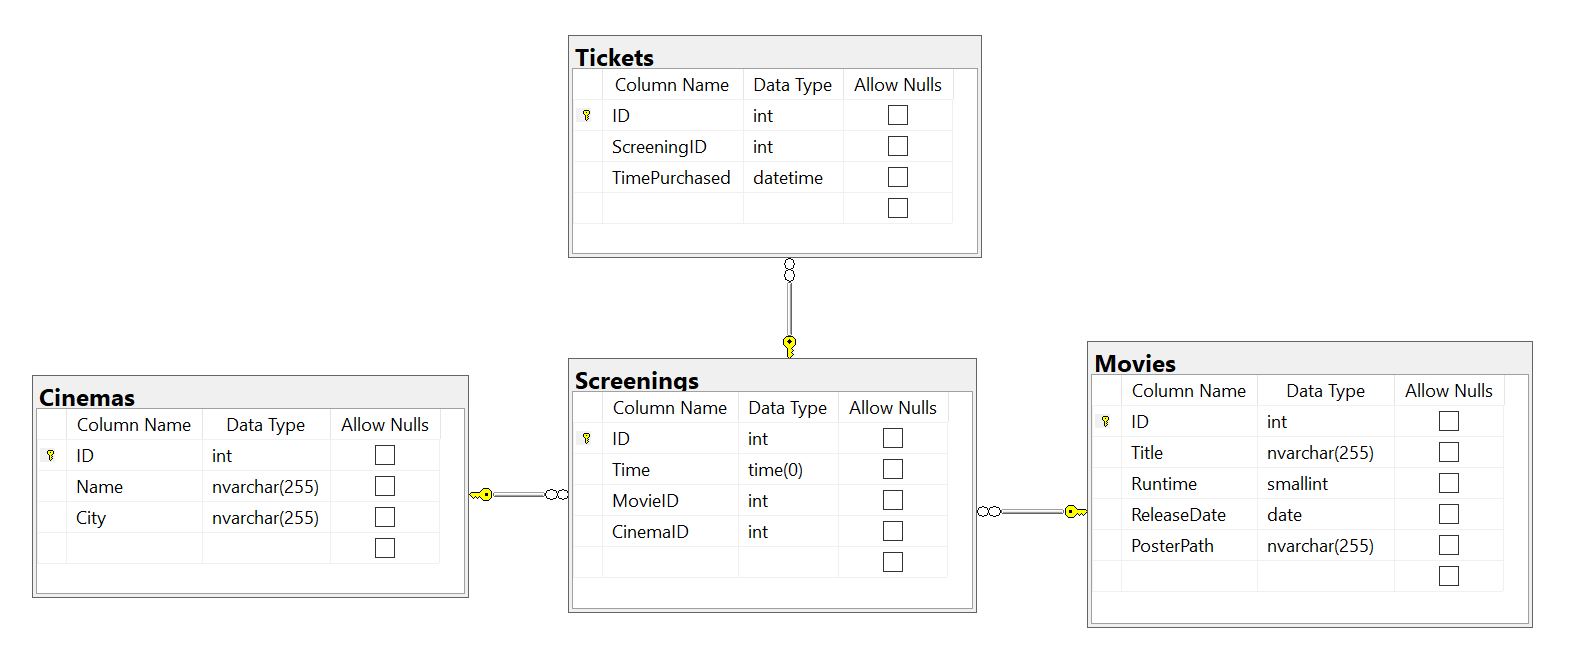 Tickets
Column Name Data Type Allow Nulls
ID int
ScreeningID int
TimePurchased datetime
Cinemas
Column Name Data Type Allow Nulls
ID int
Name nvarchar(255)
City nvarchar(255)
Screenings
Column Name Data Type Allow Nulls
ID int
Time time(0)
MovieID int
CinemaID int
Movies
Column Name Data Type Allow Nulls
ID int
Title nvarchar(255)
Runtime smallint
ReleaseDate date
PosterPath nvarchar(255)